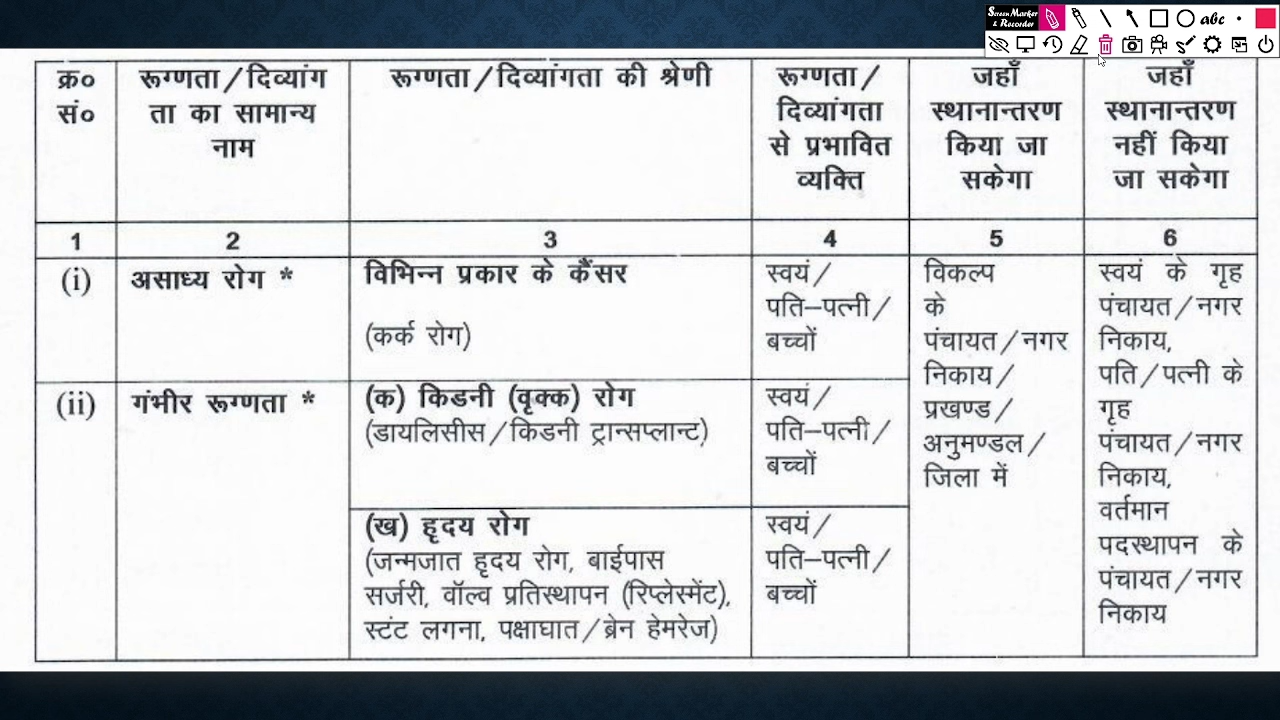 Screen Marker
& Recorder
abc
क्र० सं०
रूग्णता/दिव्यांग
ता का सामान्य
नाम
रूग्णता/दिव्यांगता की श्रेणी
रूग्णता/
दिव्यांगता
से प्रभावित
व्यक्ति
जहाँ
स्थानान्तरण
किया जा
सकेगा
जहाँ
स्थानान्तरण
नहीं किया
जा सकेगा
1 2 3 4 5 6
(i)
असाध्य रोग *
विभिन्न प्रकार के कैंसर
(कर्क रोग)
स्वयं/
पति–पत्नी/
बच्चों
विकल्प
के
पंचायत/नगर
निकाय/
प्रखण्ड/
अनुमण्डल/
जिला में
स्वयं के गृह
पंचायत/नगर
निकाय,
पति/पत्नी के
गृह
पंचायत/नगर
निकाय,
वर्तमान
पदस्थापन के
पंचायत/नगर
निकाय
(ii)
गंभीर रूग्णता *
(क) किडनी (वृक्क) रोग
(डायलिसीस/किडनी ट्रान्सप्लान्ट)
स्वयं/
पति–पत्नी/
बच्चों
(ख) हृदय रोग
(जन्मजात हृदय रोग, बाईपास
सर्जरी, वॉल्व प्रतिस्थापन (रिप्लेस्मेंट),
स्टंट लगना, पक्षाघात/ब्रेन हेमरेज)
स्वयं/
पति–पत्नी/
बच्चों